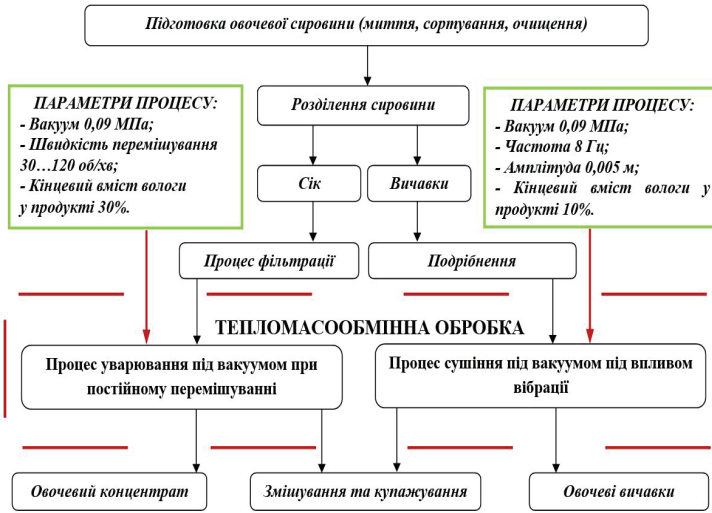 Підготовка овочевої сировини (миття, сортування, очищення)
ПАРАМЕТРИ ПРОЦЕСУ:
- Вакуум 0,09 МПа;
- Швидкість перемішування
30…120 об/хв;
- Кінцевий вміст вологи
у продукті 30%.
Розділення сировини
ПАРАМЕТРИ ПРОЦЕСУ:
- Вакуум 0,09 МПа;
- Частота 8 Гц;
- Амплітуда 0,005 м;
- Кінцевий вміст вологи у
продукті 10%.
Сік
Вичавки
Процес фільтрації
Подрібнення
ТЕПЛОМАСООБМІННА ОБРОБКА
Процес уварювання під вакуумом при
постійному перемішуванні
Процес сушіння під вакуумом під впливом
вібрації
Овочевий концентрат
Змішування та купажування
Овочеві вичавки